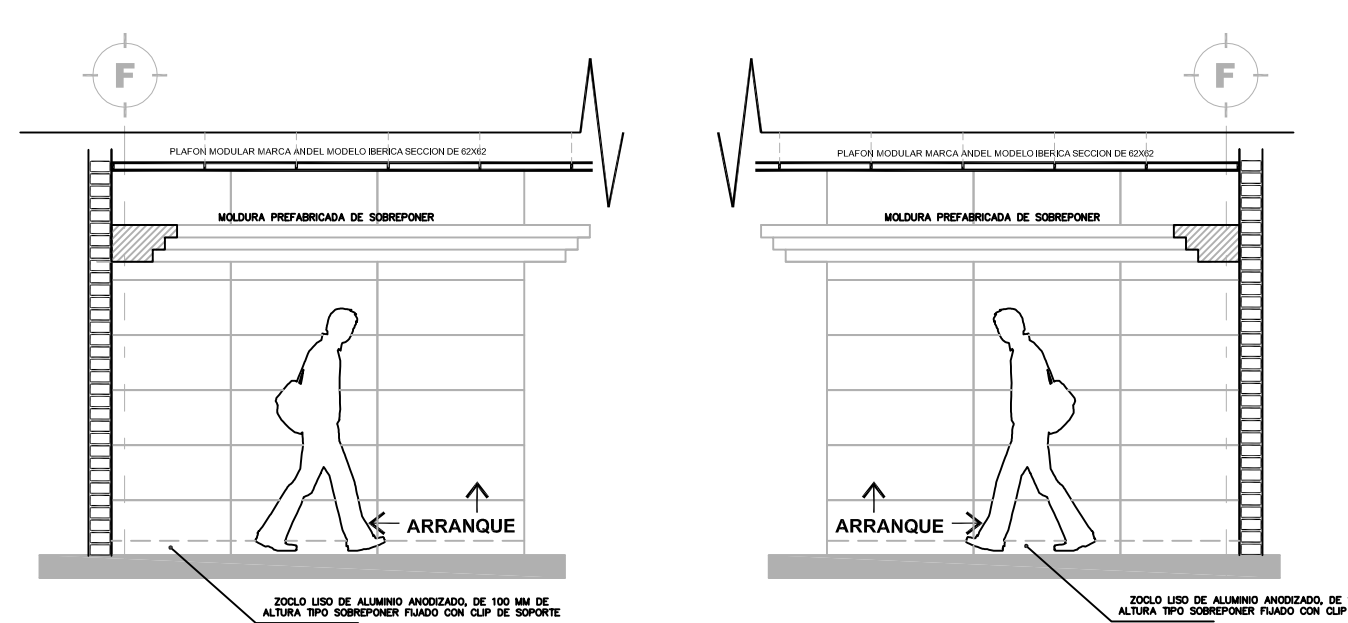 F
F
PLAFON MODULAR MARCA ANDEL MODELO IBERICA SECCION DE 62X62
PLAFON MODULAR MARCA ANDEL MODELO IBERICA SECCION DE 62X62
MOLDURA PREFABRICADA DE SOBREPONER
MOLDURA PREFABRICADA DE SOBREPONER
ARRANQUE
ARRANQUE
ZOCLO LISO DE ALUMINIO ANODIZADO, DE 100 MM DE
ALTURA TIPO SOBREPONER FIJADO CON CLIP DE SOPORTE
ZOCLO LISO DE ALUMINIO ANODIZADO, DE
ALTURA TIPO SOBREPONER FIJADO CON CLIP